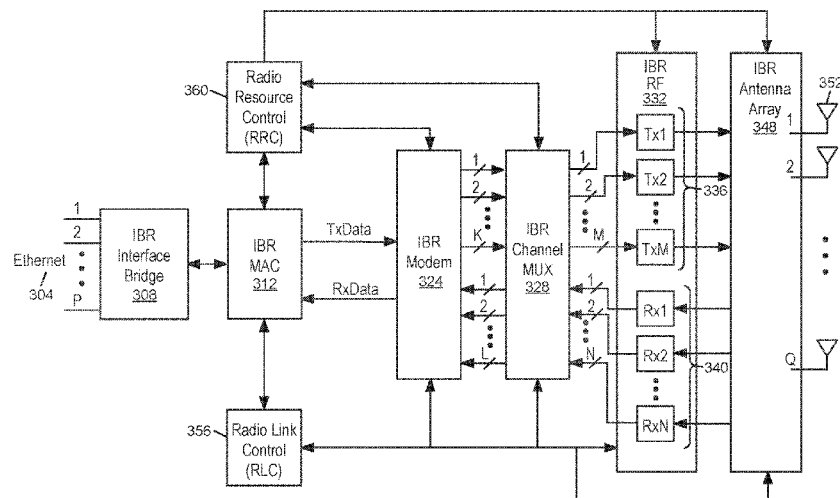 360
Radio
Resource
Control
(RRC)
IBR
RF
332
IBR
Antenna
Array
348
352
1
2
Q
Tx1
Tx2
TxM
336
Rx1
Rx2
RxN
340
1
2
M
1
2
N
1
2
K
1
2
L
IBR
Modem
324
IBR
Channel
MUX
328
TxData
RxData
IBR
MAC
312
1
2
P
Ethernet
304
IBR
Interface
Bridge
308
356
Radio Link
Control
(RLC)